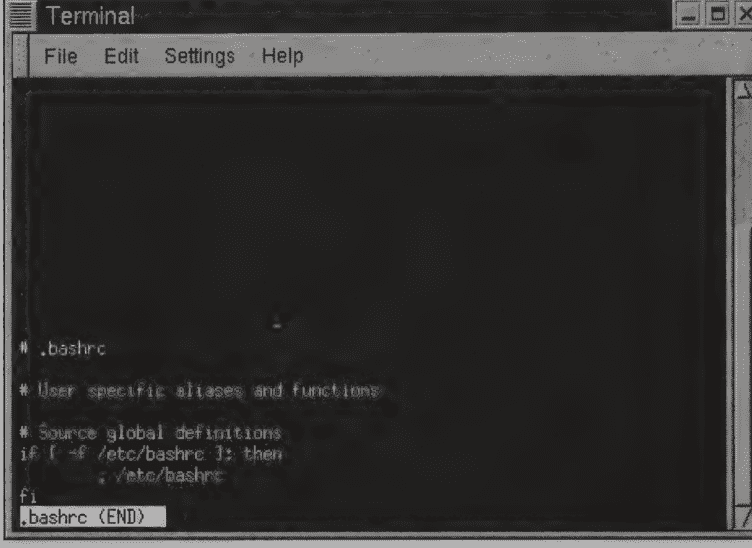 Terminal
File Edit Settings Help
# .bashrc
# User specific aliases and functions
# Source global definitions
if [ -f /etc/bashrc ]; then
. /etc/bashrc
fi
.bashrc (END)